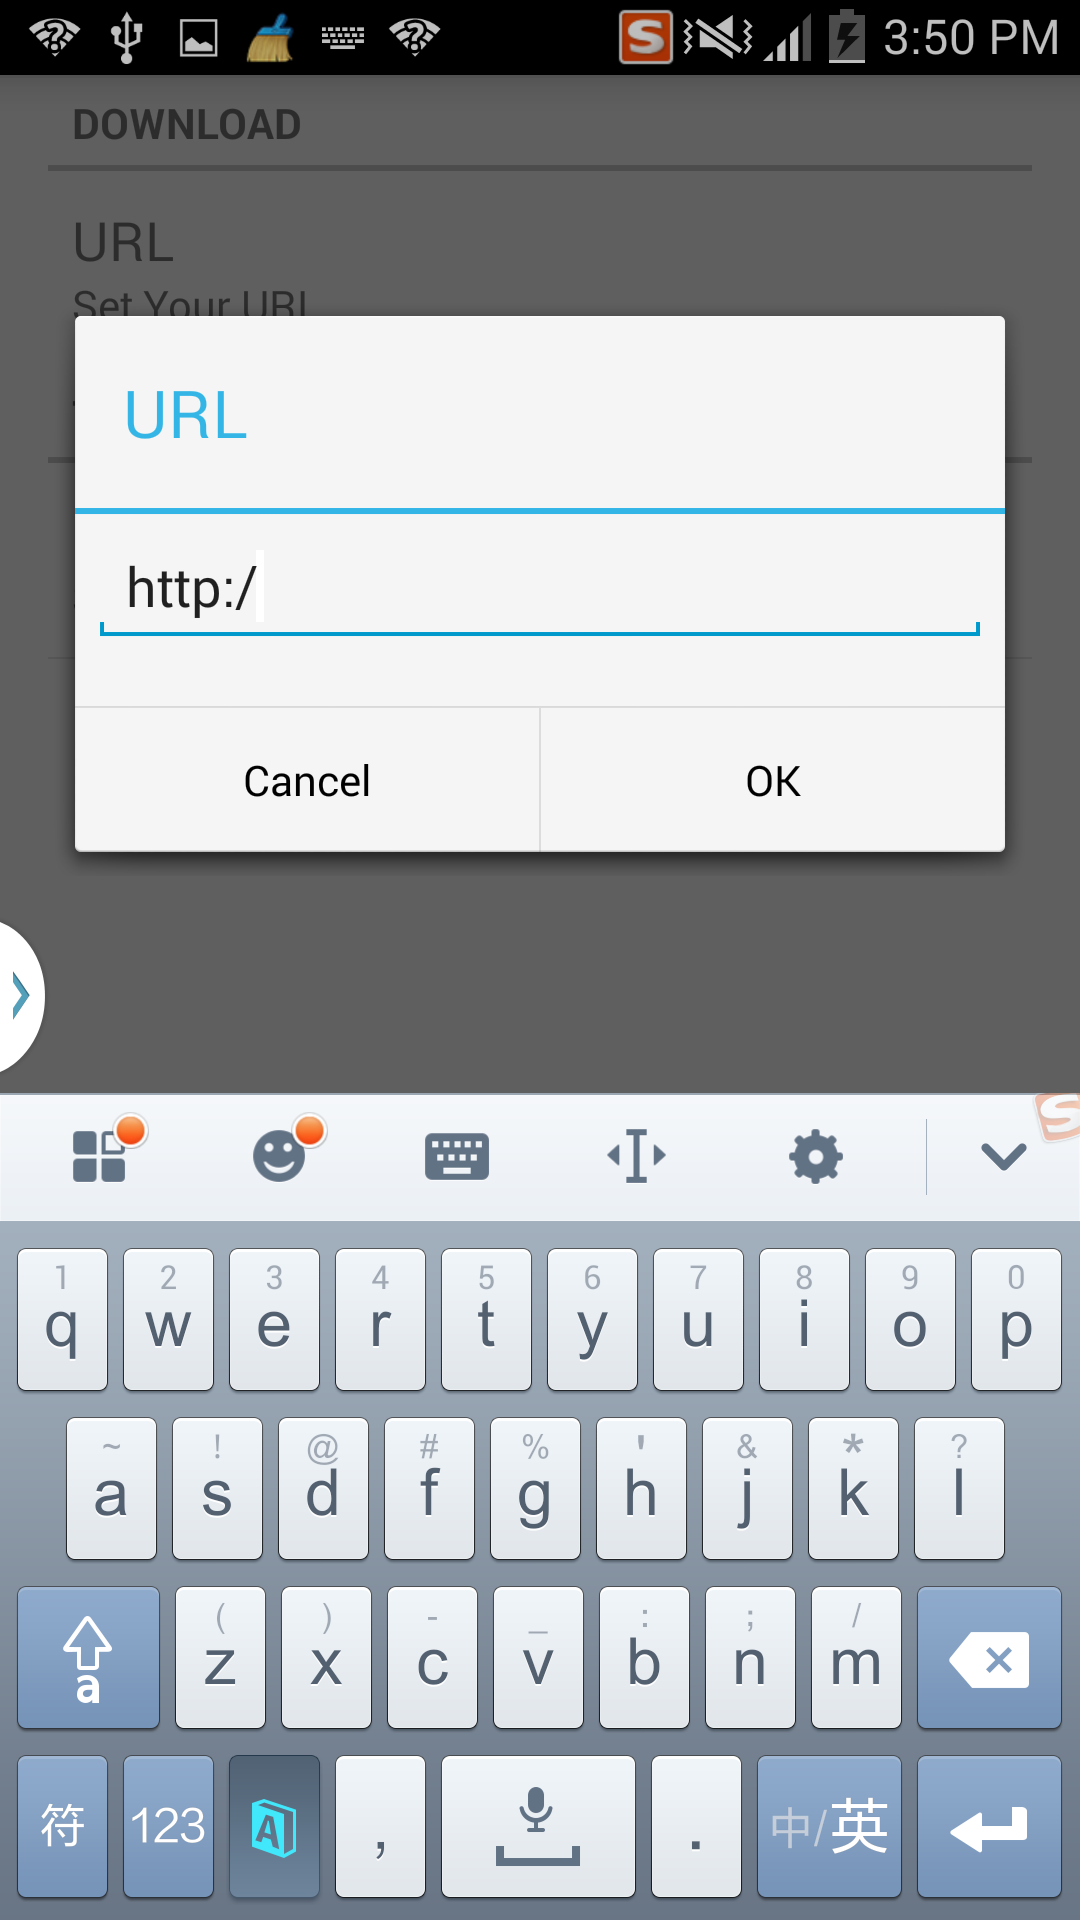 3:50 PM
DOWNLOAD
URL
Set Your URL
URL
http:/
Cancel
OK
1 2 3 4 5 6 7 8 9 0
q w e r t y u i o p
~ ! @ # % ' & * ?
a s d f g h j k l
( ) - _ : ; /
a z x c v b n m
符 123 A , . 中/英